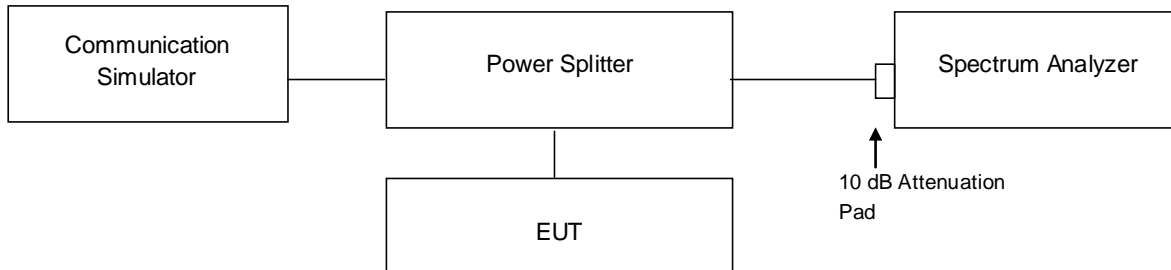 Communication
Simulator
Power Splitter
Spectrum Analyzer
10 dB Attenuation
Pad
EUT